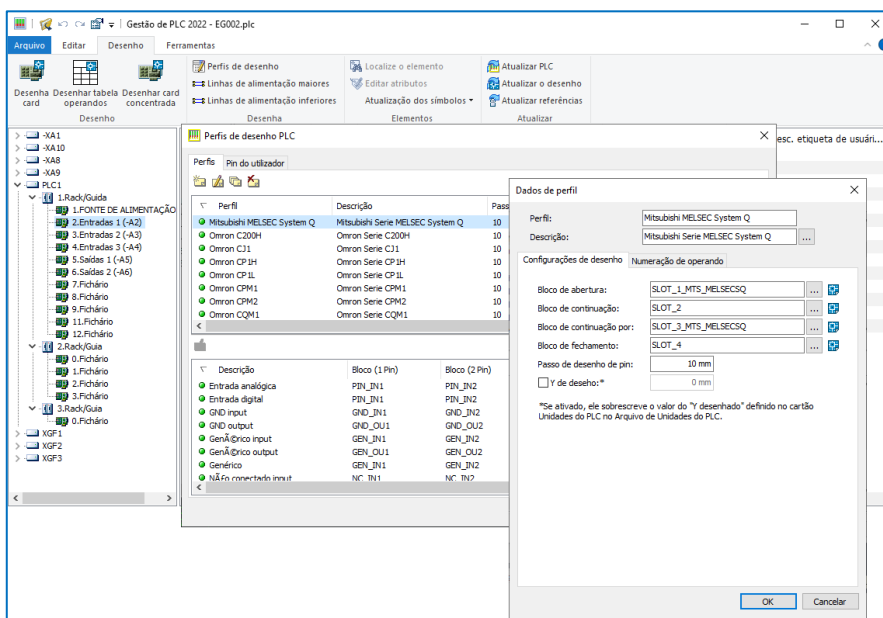 Gestão de PLC 2022 - EG002.plc
Arquivo Editar Desenho Ferramentas
Desenha card
Desenhar tabela operandos
Desenhar card concentrada
Desenho
Perfis de desenho
Linhas de alimentação maiores
Linhas de alimentação inferiores
Desenha
Localize o elemento
Editar atributos
Atualização dos símbolos
Elementos
Atualizar PLC
Atualizar o desenho
Atualizar referências
Atualizar
-XA1
-XA10
-XA8
-XA9
PLC1
1.Rack/Guida
1.FONTE DE ALIMENTAÇÃO
2.Entradas 1 (-A2)
3.Entradas 2 (-A3)
4.Entradas 3 (-A4)
5.Saídas 1 (-A5)
6.Saídas 2 (-A6)
7.Fichário
8.Fichário
9.Fichário
11.Fichário
12.Fichário
2.Rack/Guia
0.Fichário
1.Fichário
2.Fichário
3.Fichário
3.Rack/Guia
0.Fichário
XGF1
XGF2
XGF3
esc. etiqueta de usuári...
Perfis de desenho PLC
Perfis Pin do utilizador
Perfil Descrição Pass
Mitsubishi MELSEC System Q Mitsubishi Serie MELSEC System Q 10
Omron C200H Omron Serie C200H 10
Omron CJ1 Omron Serie CJ1 10
Omron CP1H Omron Serie CP1H 10
Omron CP1L Omron Serie CP1L 10
Omron CPM1 Omron Serie CPM1 10
Omron CPM2 Omron Serie CPM2 10
Omron CQM1 Omron Serie CQM1 10
Descrição Bloco (1 Pin) Bloco (2 Pin)
Entrada analógica PIN_IN1 PIN_IN2
Entrada digital PIN_IN1 PIN_IN2
GND input GND_IN1 GND_IN2
GND output GND_OU1 GND_OU2
GenÃ©rico input GEN_IN1 GEN_IN2
GenÃ©rico output GEN_OU1 GEN_OU2
Genérico GEN_IN1 GEN_IN2
NÃ£o conectado input NC_IN1 NC_IN2
Dados de perfil
Perfil: Mitsubishi MELSEC System Q
Descrição: Mitsubishi Serie MELSEC System Q ...
Configurações de desenho Numeração de operando
Bloco de abertura: SLOT_1_MTS_MELSECSQ ...
Bloco de continuação: SLOT_2 ...
Bloco de continuação por: SLOT_3_MTS_MELSECSQ ...
Bloco de fechamento: SLOT_4 ...
Passo de desenho de pin: 10 mm
Y de deseho:* 0 mm
*Se ativado, ele sobrescreve o valor do "Y desenhado" definido no cartão
Unidades do PLC no Arquivo de Unidades do PLC.
OK Cancelar